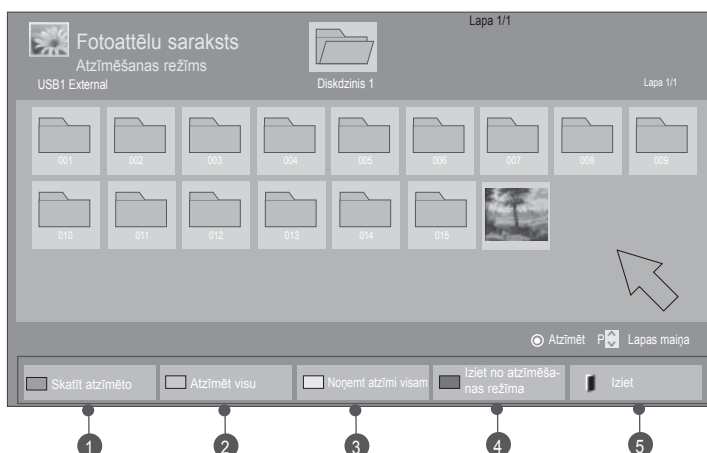 Lapa 1/1
Fotoattēlu saraksts
Atzīmēšanas režīms
USB1 External
Diskdzinis 1
Lapa 1/1
001 002 003 004 005 006 007 008 009
010 011 012 013 014 015
Atzīmēt P Lapas maiņa
Skatīt atzīmēto
Atzīmēt visu
Noņemt atzīmi visam
Iziet no atzīmēša-
nas režīma
Iziet
1 2 3 4 5